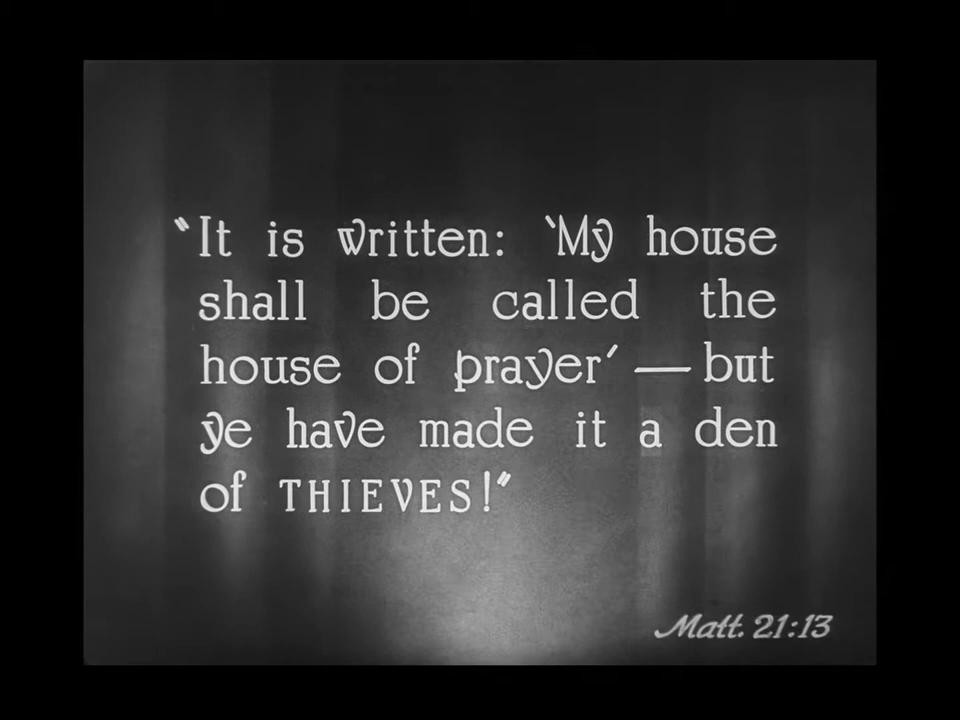 “It is written: ‘My house
shall be called the
house of prayer’ — but
ye have made it a den
of THIEVES!”
Matt. 21:13